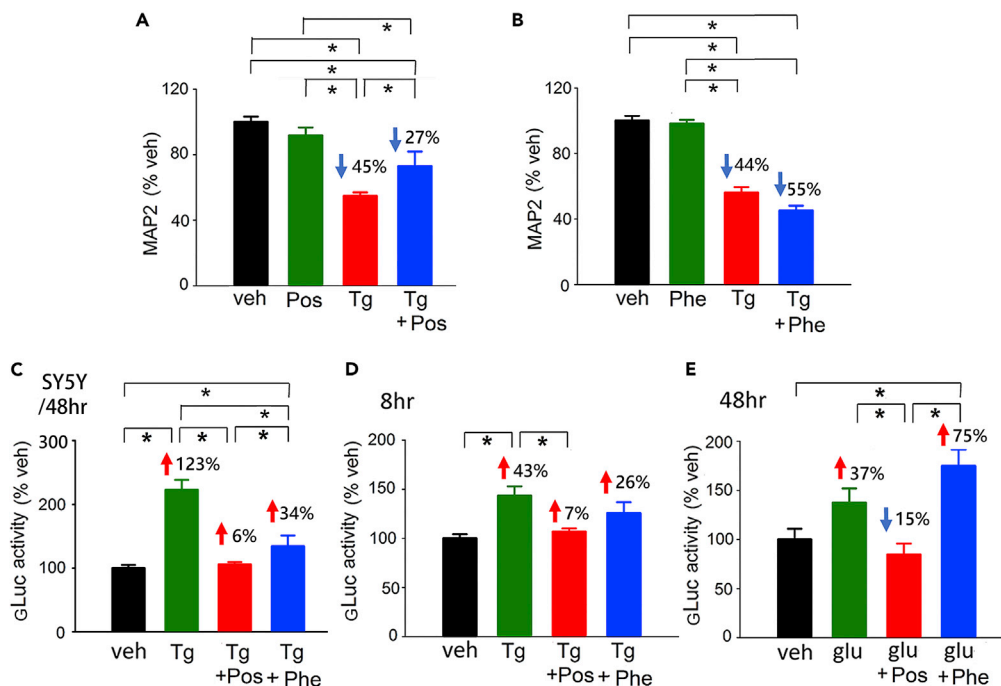 A
*
*
*
* *
120
80
40
0
MAP2 (% veh)
45%
27%
veh Pos Tg Tg
+Pos
B
*
*
*
*
120
80
40
0
MAP2 (% veh)
44%
55%
veh Phe Tg Tg
+Phe
C
SY5Y
/48hr
*
*
* * *
300
200
100
0
GLuc activity (% veh)
123%
6%
34%
veh Tg Tg Tg
+Pos + Phe
D
8hr
* *
200
150
100
50
0
GLuc activity (% veh)
43%
7%
26%
veh Tg Tg Tg
+Pos + Phe
E
48hr
*
* *
200
150
100
50
0
GLuc activity (% veh)
37%
15%
75%
veh glu glu glu
+Pos +Phe